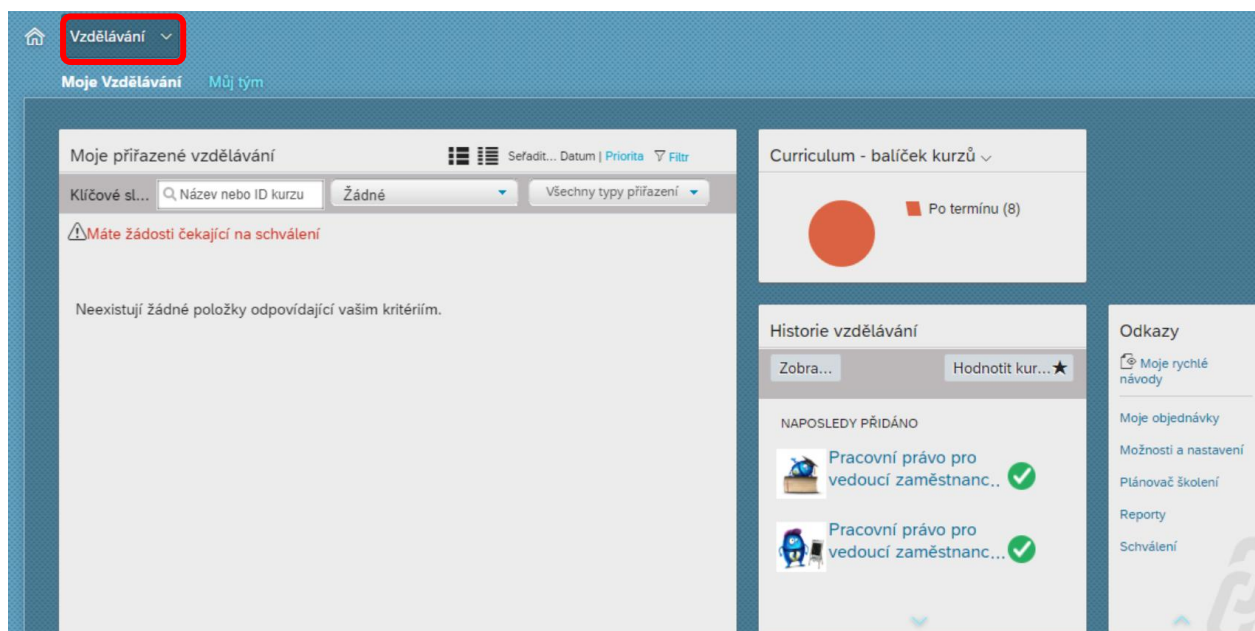 Vzdělávání
Moje Vzdělávání Můj tým
Moje přiřazené vzdělávání Seřadit... Datum | Priorita Filtr
Klíčové sl... Název nebo ID kurzu Žádné Všechny typy přiřazení
Máte žádosti čekající na schválení
Neexistují žádné položky odpovídající vašim kritériím.
Curriculum - balíček kurzů
Po termínu (8)
Historie vzdělávání
Zobra... Hodnotit kur...
NAPOSLEDY PŘIDÁNO
Pracovní právo pro
vedoucí zaměstnanc..
Pracovní právo pro
vedoucí zaměstnanc...
Odkazy
Moje rychlé
návody
Moje objednávky
Možnosti a nastavení
Plánovač školení
Reporty
Schválení